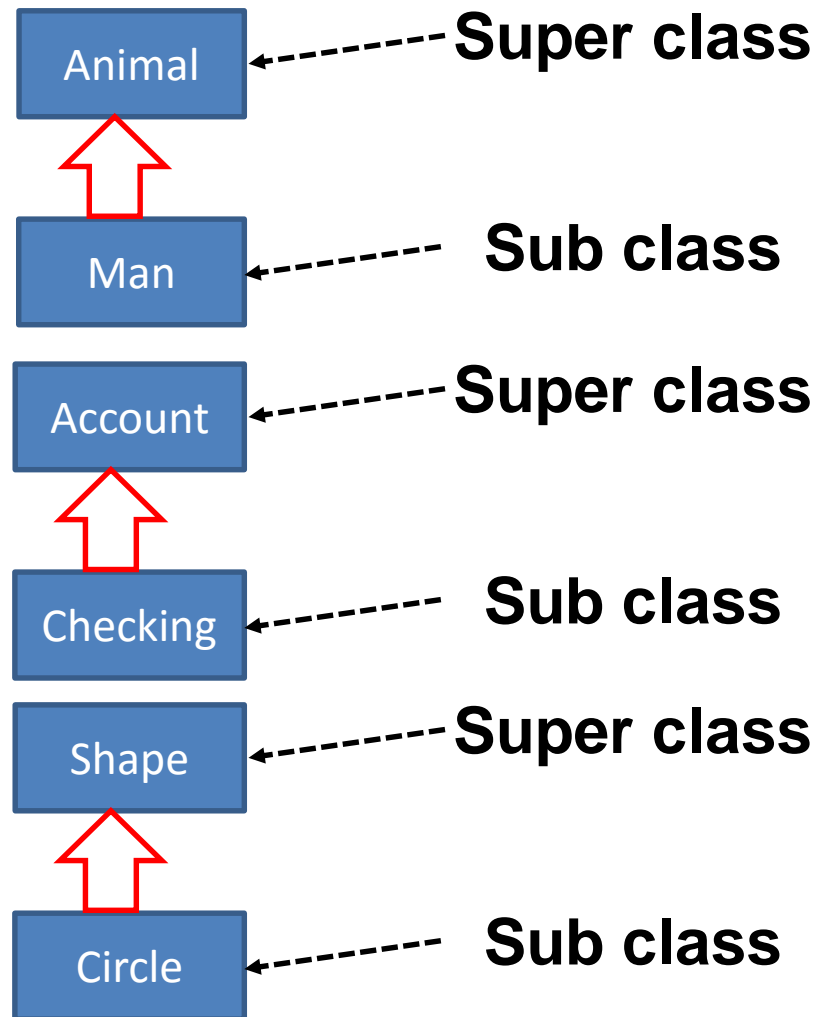 Animal
Super class
Man
Sub class
Account
Super class
Checking
Sub class
Shape
Super class
Circle
Sub class